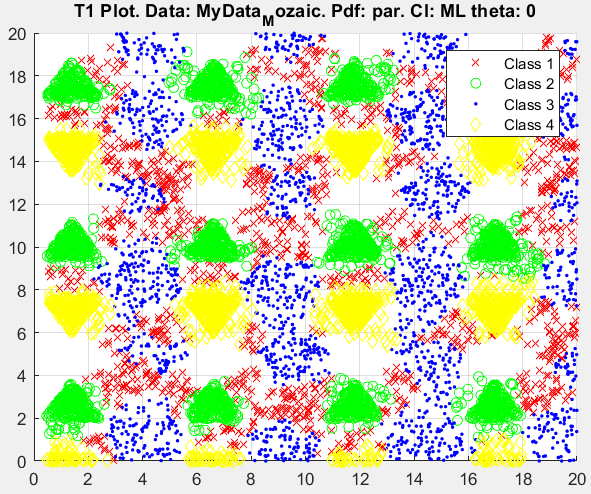 T1 Plot. Data: MyData_Mozaic. Pdf: par. Cl: ML theta: 0
Class 1
Class 2
Class 3
Class 4
20
18
16
14
12
10
8
6
4
2
0
0 2 4 6 8 10 12 14 16 18 20